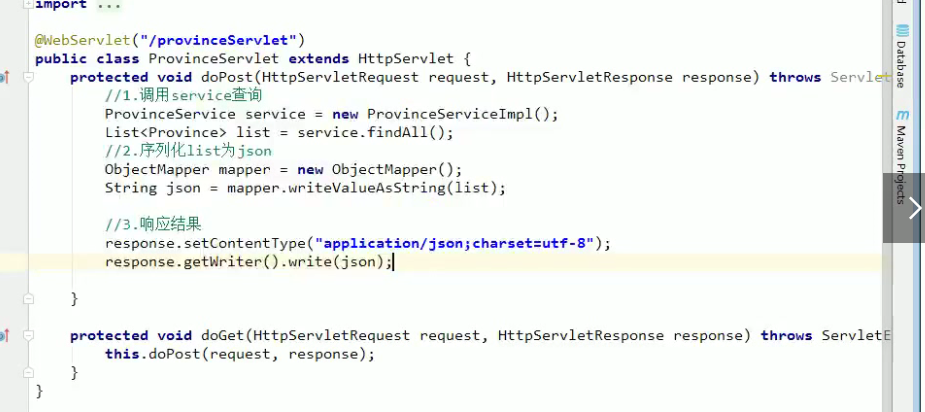 import ...
@WebServlet("/provinceServlet")
public class ProvinceServlet extends HttpServlet {
    protected void doPost(HttpServletRequest request, HttpServletResponse response) throws Servlet
        //1.调用service查询
        ProvinceService service = new ProvinceServiceImpl();
        List<Province> list = service.findAll();
        //2.序列化list为json
        ObjectMapper mapper = new ObjectMapper();
        String json = mapper.writeValueAsString(list);
        //3.响应结果
        response.setContentType("application/json;charset=utf-8");
        response.getWriter().write(json);
    }
    protected void doGet(HttpServletRequest request, HttpServletResponse response) throws ServletE
        this.doPost(request, response);
    }
}
Database
Maven Projects